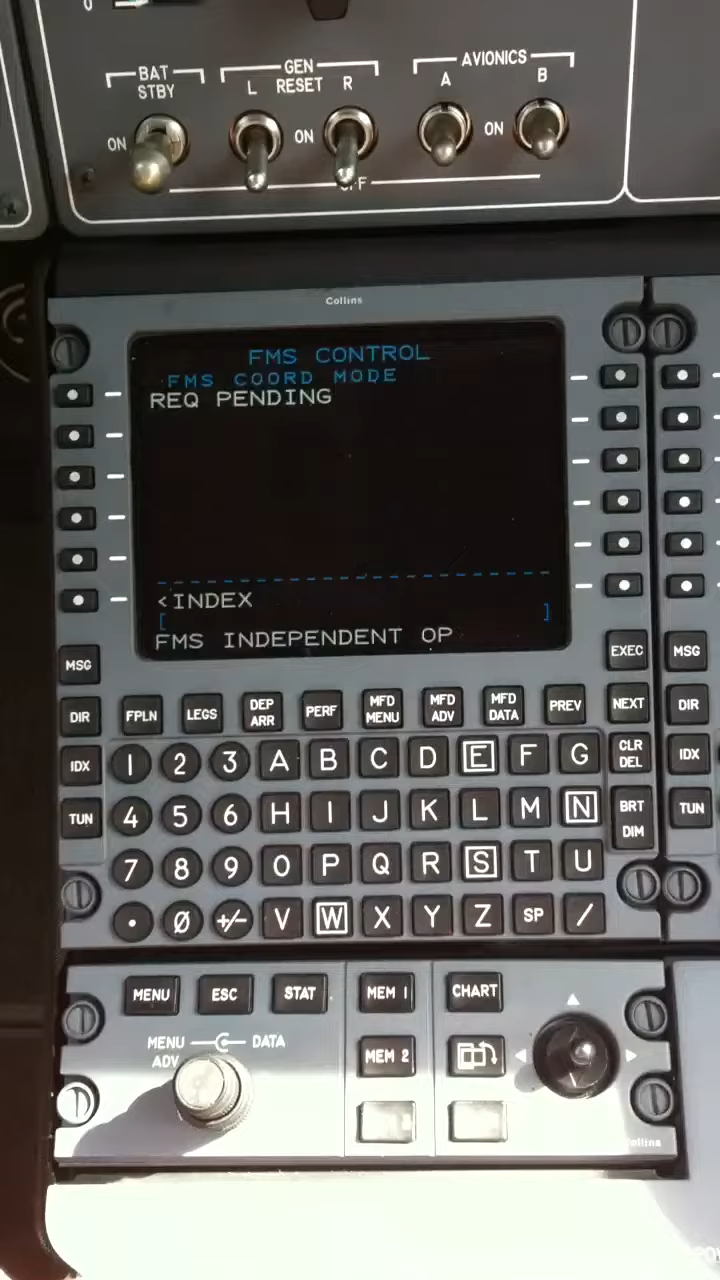 0
BAT
STBY
ON
GEN
L RESET R
ON
AVIONICS
A B
ON
OFF
Collins
FMS CONTROL
FMS COORD MODE
REQ PENDING
<INDEX
[ ]
FMS INDEPENDENT OP
MSG EXEC MSG
DIR FPLN LEGS DEP ARR PERF MFD MENU MFD ADV MFD DATA PREV NEXT DIR
IDX 1 2 3 A B C D E F G CLR DEL IDX
TUN 4 5 6 H I J K L M N BRT DIM TUN
7 8 9 O P Q R S T U
. Ø +/- V W X Y Z SP /
MENU ESC STAT MEM 1 CHART
MENU ADV DATA
MEM 2
Collins